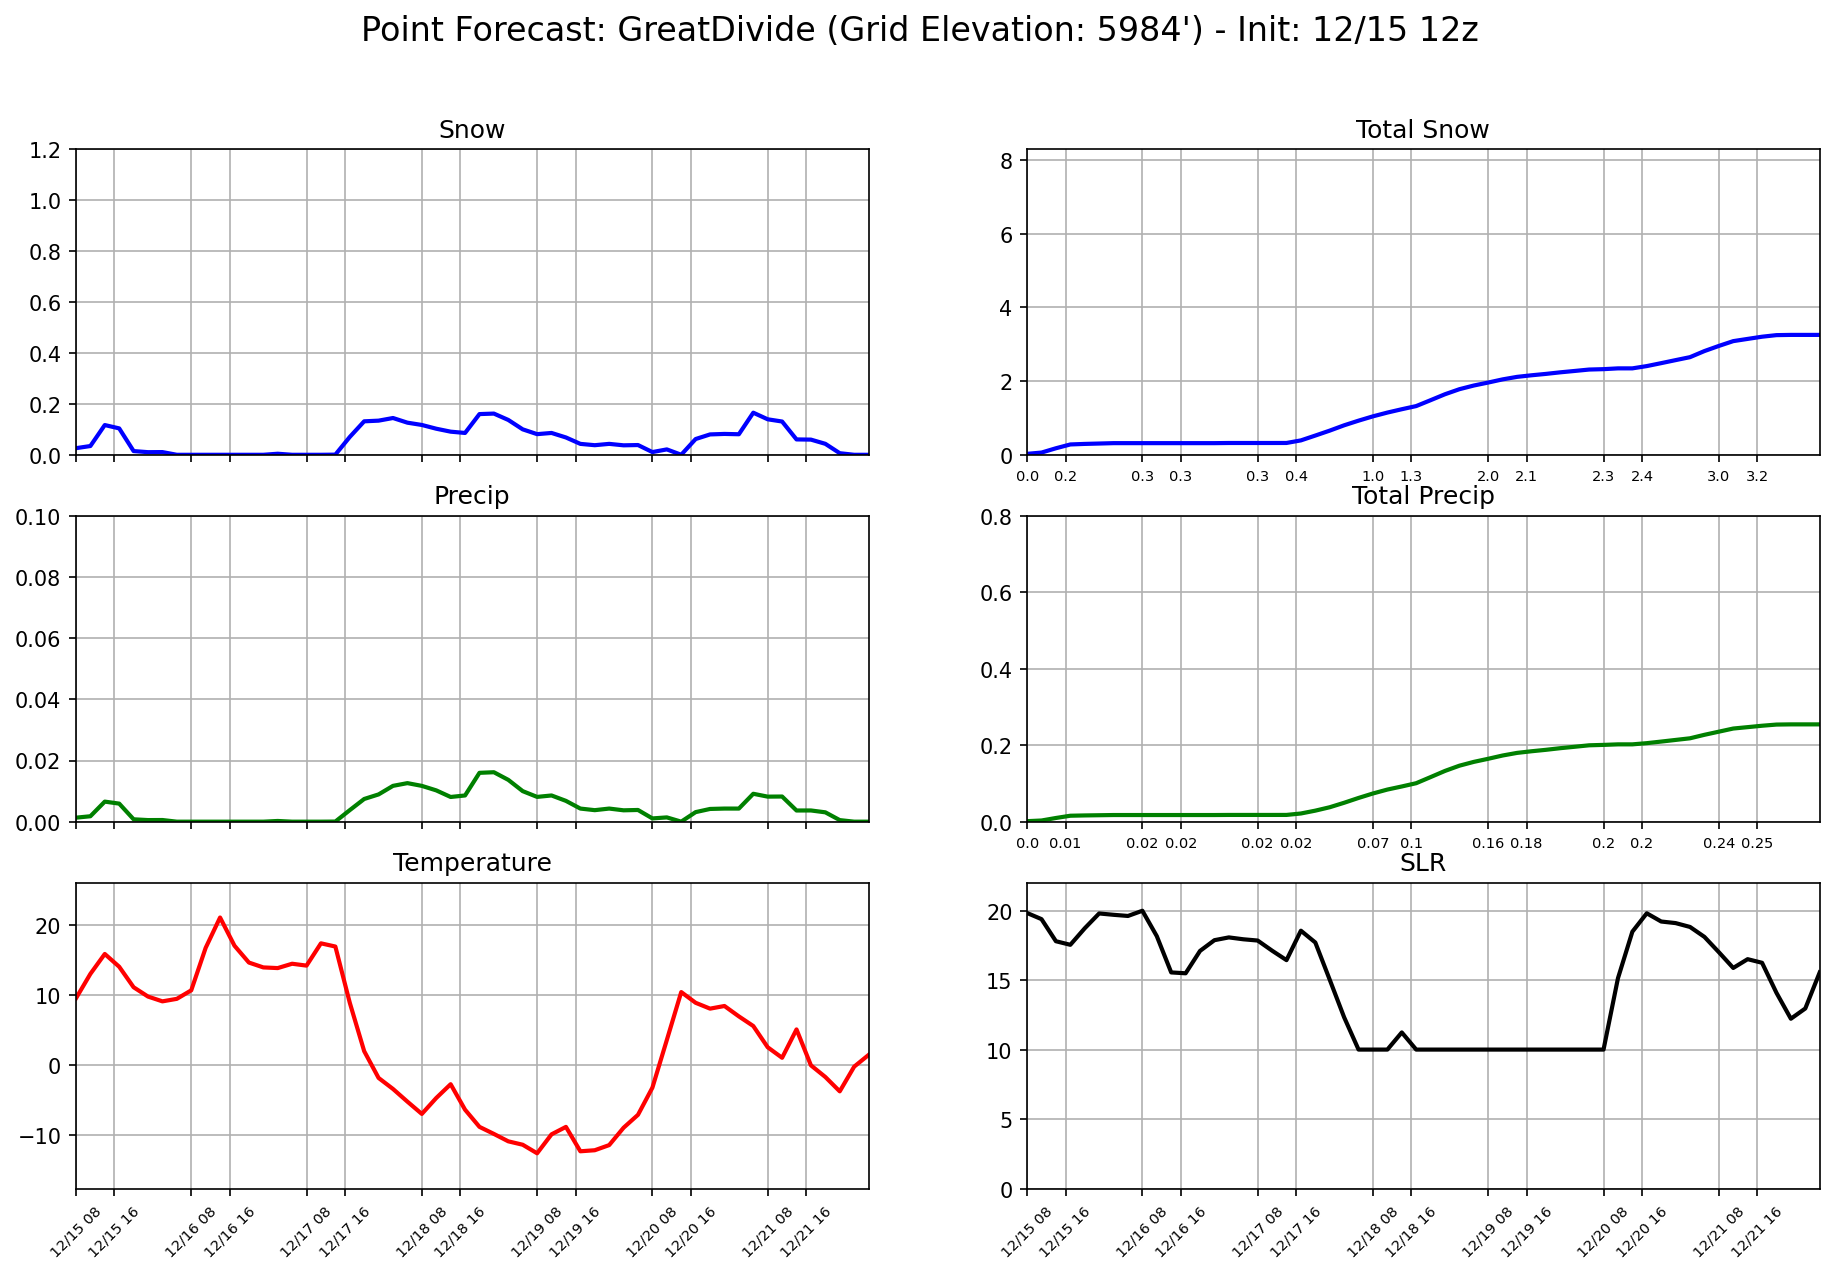 Point Forecast: GreatDivide (Grid Elevation: 5984') - Init: 12/15 12z
Snow
1.2
1.0
0.8
0.6
0.4
0.2
0.0
Total Snow
8
6
4
2
0
0.0 0.2 0.3 0.3 0.3 0.4 1.0 1.3 2.0 2.1 2.3 2.4 3.0 3.2
Precip
0.10
0.08
0.06
0.04
0.02
0.00
Total Precip
0.8
0.6
0.4
0.2
0.0
0.0 0.01 0.02 0.02 0.02 0.02 0.07 0.1 0.16 0.18 0.2 0.2 0.24 0.25
Temperature
20
10
0
−10
12/15 08 12/15 16 12/16 08 12/16 16 12/17 08 12/17 16 12/18 08 12/18 16 12/19 08 12/19 16 12/20 08 12/20 16 12/21 08 12/21 16
SLR
20
15
10
5
0
12/15 08 12/15 16 12/16 08 12/16 16 12/17 08 12/17 16 12/18 08 12/18 16 12/19 08 12/19 16 12/20 08 12/20 16 12/21 08 12/21 16